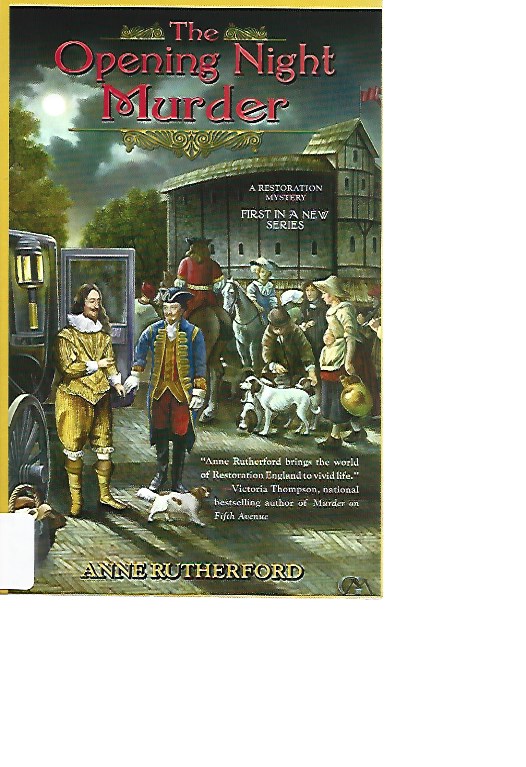 The
Opening Night
Murder
A RESTORATION
MYSTERY
FIRST IN A NEW
SERIES
“Anne Rutherford brings the world
of Restoration England to vivid life.”
Victoria Thompson, national
bestselling author of Murder on
Fifth Avenue
ANNE RUTHERFORD